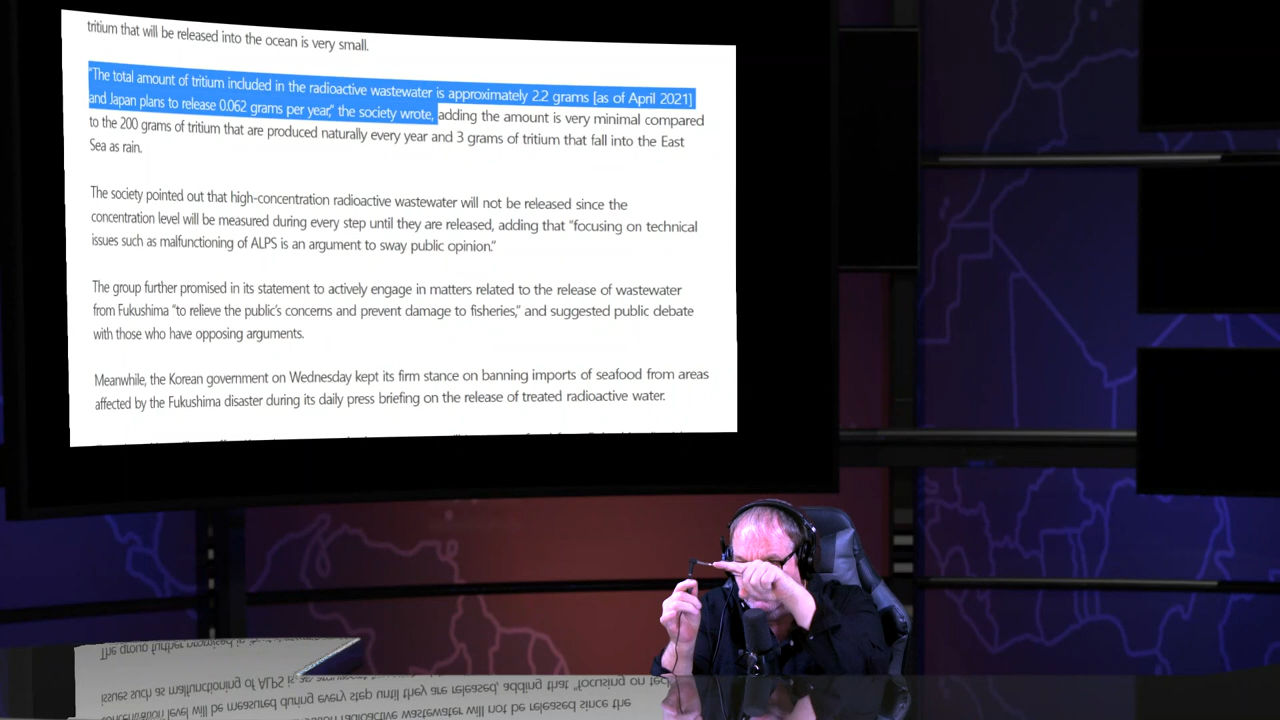 tritium that will be released into the ocean is very small.
“The total amount of tritium included in the radioactive wastewater is approximately 2.2 grams [as of April 2021]
and Japan plans to release 0.062 grams per year,” the society wrote, adding the amount is very minimal compared
to the 200 grams of tritium that are produced naturally every year and 3 grams of tritium that fall into the East
Sea as rain.
The society pointed out that high-concentration radioactive wastewater will not be released since the
concentration level will be measured during every step until they are released, adding that “focusing on technical
issues such as malfunctioning of ALPS is an argument to sway public opinion.”
The group further promised in its statement to actively engage in matters related to the release of wastewater
from Fukushima “to relieve the public’s concerns and prevent damage to fisheries,” and suggested public debate
with those who have opposing arguments.
Meanwhile, the Korean government on Wednesday kept its firm stance on banning imports of seafood from areas
affected by the Fukushima disaster during its daily press briefing on the release of treated radioactive water.